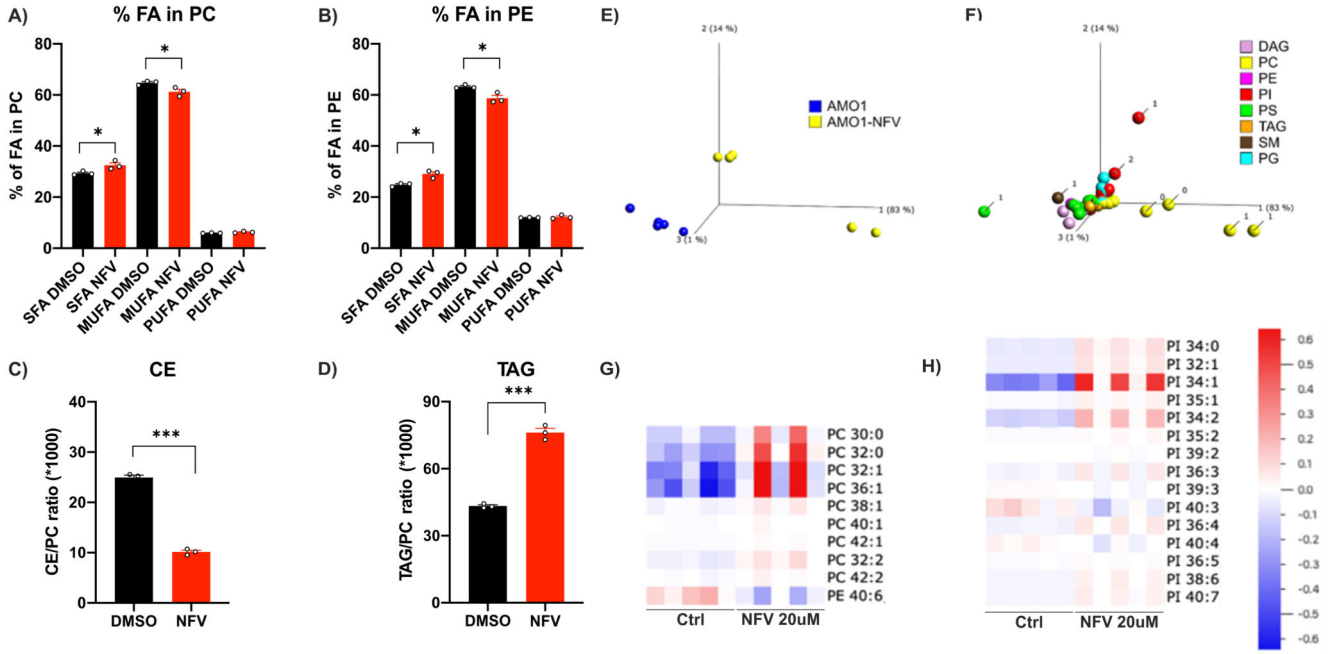 A)
% FA in PC
% of FA in PC
80
60
40
20
0
*
*
SFA DMSO
SFA NFV
MUFA DMSO
MUFA NFV
PUFA DMSO
PUFA NFV
B)
% FA in PE
% of FA in PE
80
60
40
20
0
*
*
SFA DMSO
SFA NFV
MUFA DMSO
MUFA NFV
PUFA DMSO
PUFA NFV
E)
2 (14 %)
1 (83 %)
3 (1 %)
AMO1
AMO1-NFV
F)
2 (14 %)
1 (83 %)
3 (1 %)
1
2
1
1
0
0
1
1
DAG
PC
PE
PI
PS
TAG
SM
PG
C)
CE
CE/PC ratio (*1000)
40
30
20
10
0
***
DMSO
NFV
D)
TAG
TAG/PC ratio (*1000)
90
60
30
0
***
DMSO
NFV
G)
PC 30:0
PC 32:0
PC 32:1
PC 36:1
PC 38:1
PC 40:1
PC 42:1
PC 32:2
PC 42:2
PE 40:6
Ctrl
NFV 20uM
H)
PI 34:0
PI 32:1
PI 34:1
PI 35:1
PI 34:2
PI 35:2
PI 39:2
PI 36:3
PI 39:3
PI 40:3
PI 36:4
PI 40:4
PI 36:5
PI 38:6
PI 40:7
Ctrl
NFV 20uM
0.6
0.5
0.4
0.3
0.2
0.1
0.0
-0.1
-0.2
-0.3
-0.4
-0.5
-0.6